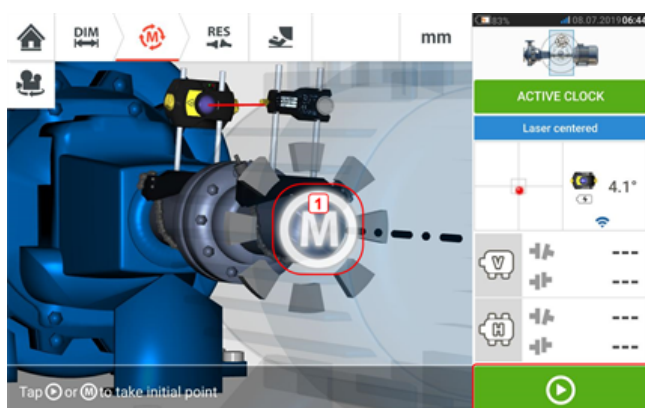 DIM
M
RES
mm
83%
08.07.2019 06:44
ACTIVE CLOCK
Laser centered
4.1°
1
M
V
---
---
H
---
---
Tap or M to take initial point